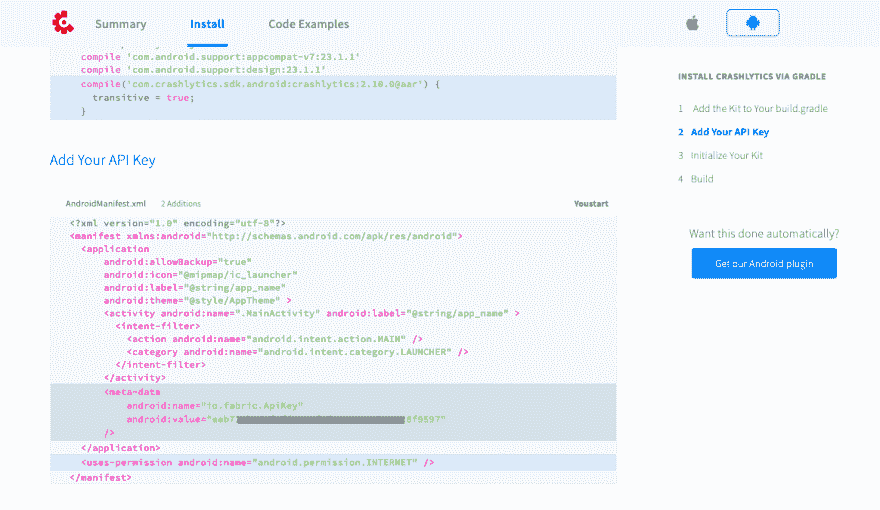 Summary Install Code Examples
compile 'com.android.support:appcompat-v7:23.1.1'
compile 'com.android.support:design:23.1.1'
compile('com.crashlytics.sdk.android:crashlytics:2.10.0@aar') {
transitive = true;
}
Add Your API Key
AndroidManifest.xml 2 Additions Youstart
<?xml version="1.0" encoding="utf-8"?>
<manifest xmlns:android="http://schemas.android.com/apk/res/android">
<application
android:allowBackup="true"
android:icon="@mipmap/ic_launcher"
android:label="@string/app_name"
android:theme="@style/AppTheme" >
<activity android:name=".MainActivity" android:label="@string/app_name" >
<intent-filter>
<action android:name="android.intent.action.MAIN" />
<category android:name="android.intent.category.LAUNCHER" />
</intent-filter>
</activity>
<meta-data
android:name="io.fabric.ApiKey"
android:value="
/>
</application>
<uses-permission android:name="android.permission.INTERNET" />
</manifest>
INSTALL CRASHLYTICS VIA GRADLE
1 Add the Kit to Your build.gradle
2 Add Your API Key
3 Initialize Your Kit
4 Build
Want this done automatically?
Get our Android plugin